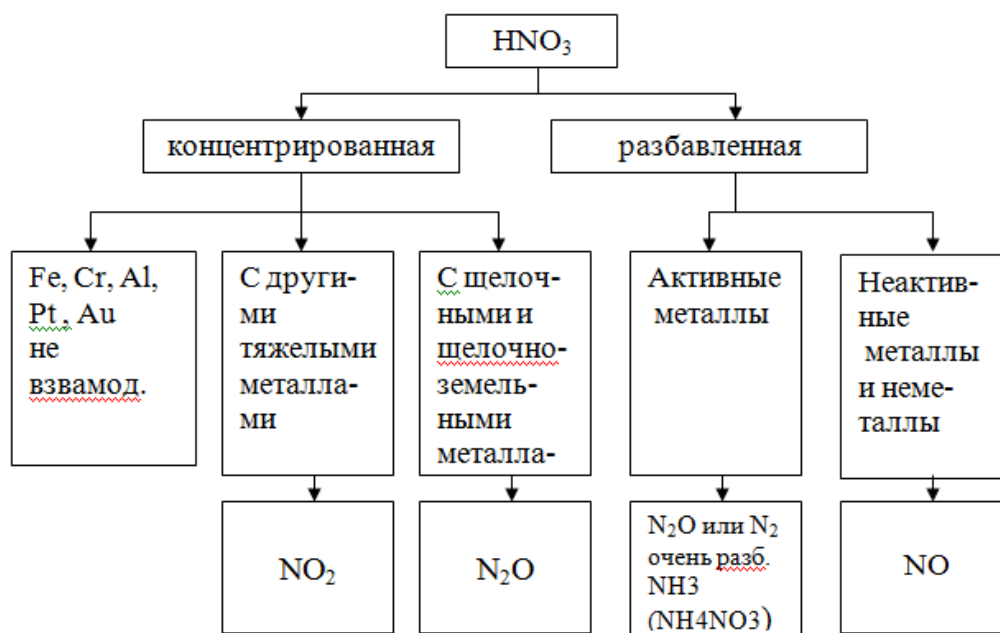 HNO₃
концентрированная
разбавленная
Fe, Cr, Al,
Pt , Au
не
взвамод.
С други-
ми
тяжелыми
металла-
ми
С щелоч-
ными и
щелочно-
земель-
ными
металла-
Активные
металлы
Неактив-
ные
металлы
и неме-
таллы
NO₂
N₂O
N₂O или N₂
очень разб.
NH3
(NH4NO3)
NO